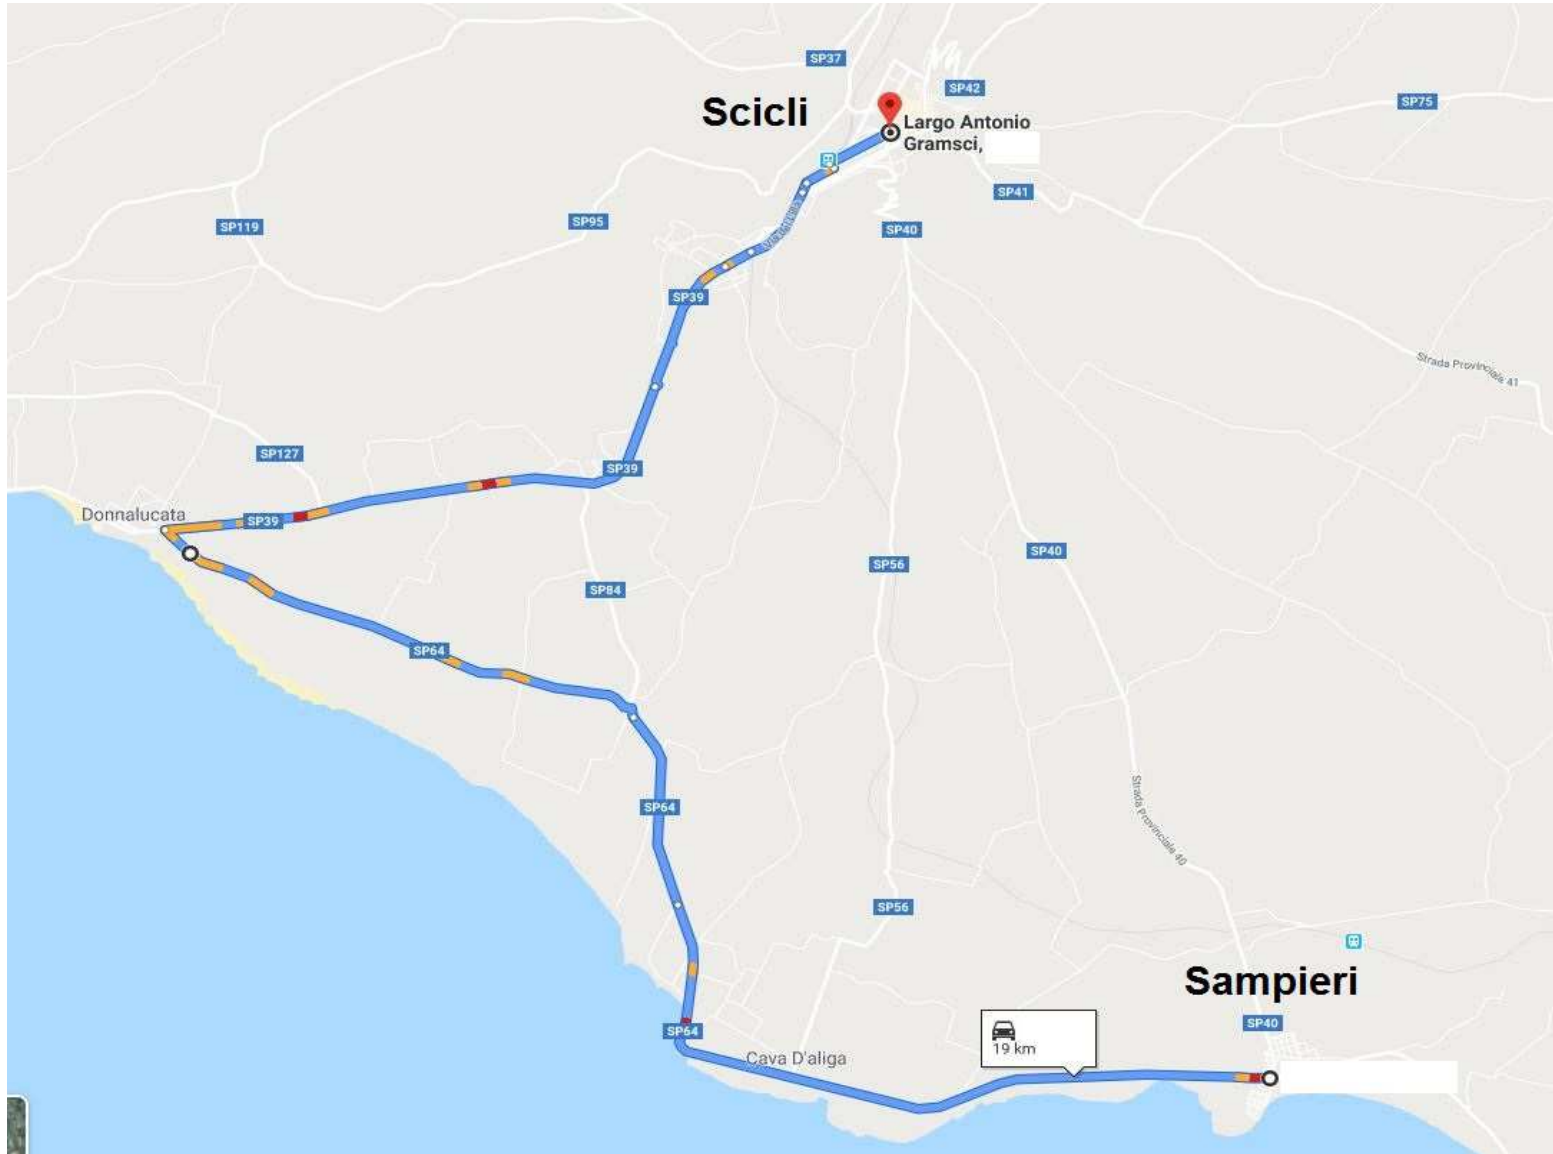 SP37
SP42
SP75
Scicli
Largo Antonio
Gramsci,
SP41
SP119
SP95
SP40
SP39
Strada Provinciale 41
SP127
SP39
Donnalucata
SP39
SP56
SP40
SP84
SP64
Strada Provinciale 40
SP64
SP56
Sampieri
SP40
SP64
19 km
Cava D'aliga